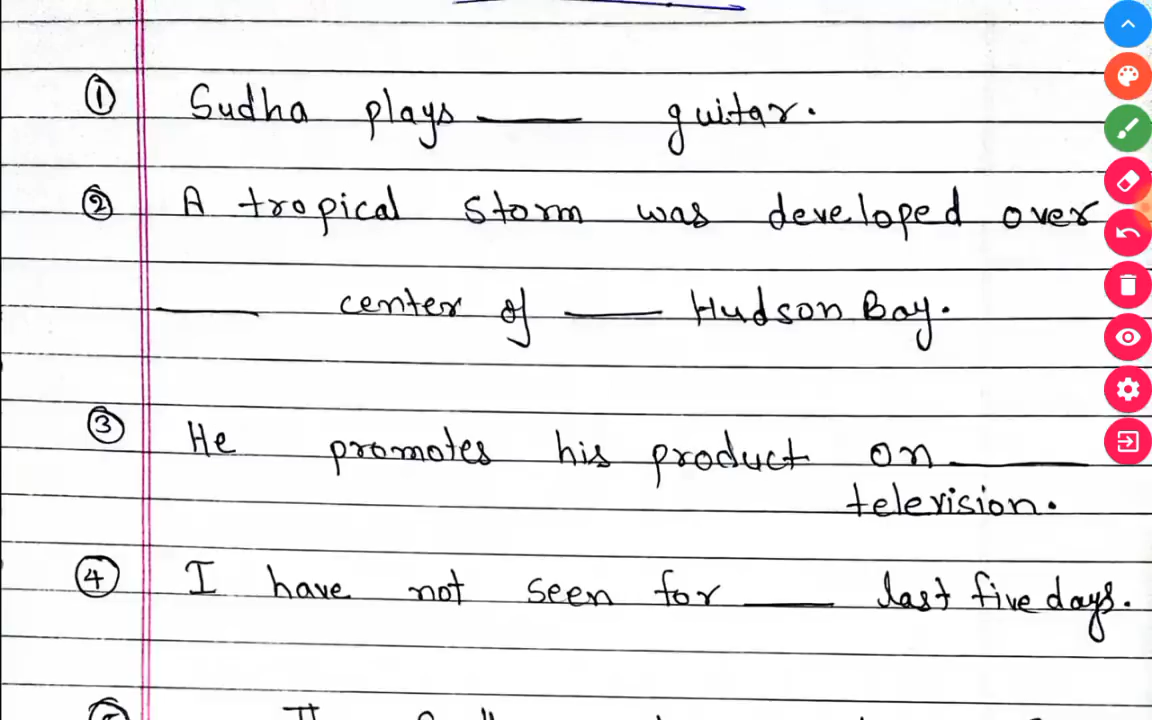 ① Sudha plays ____ guitar.
② A tropical storm was developed over
____ center of ____ Hudson Bay.
③ He promotes his product on ____
television.
④ I have not seen for ____ last five days.